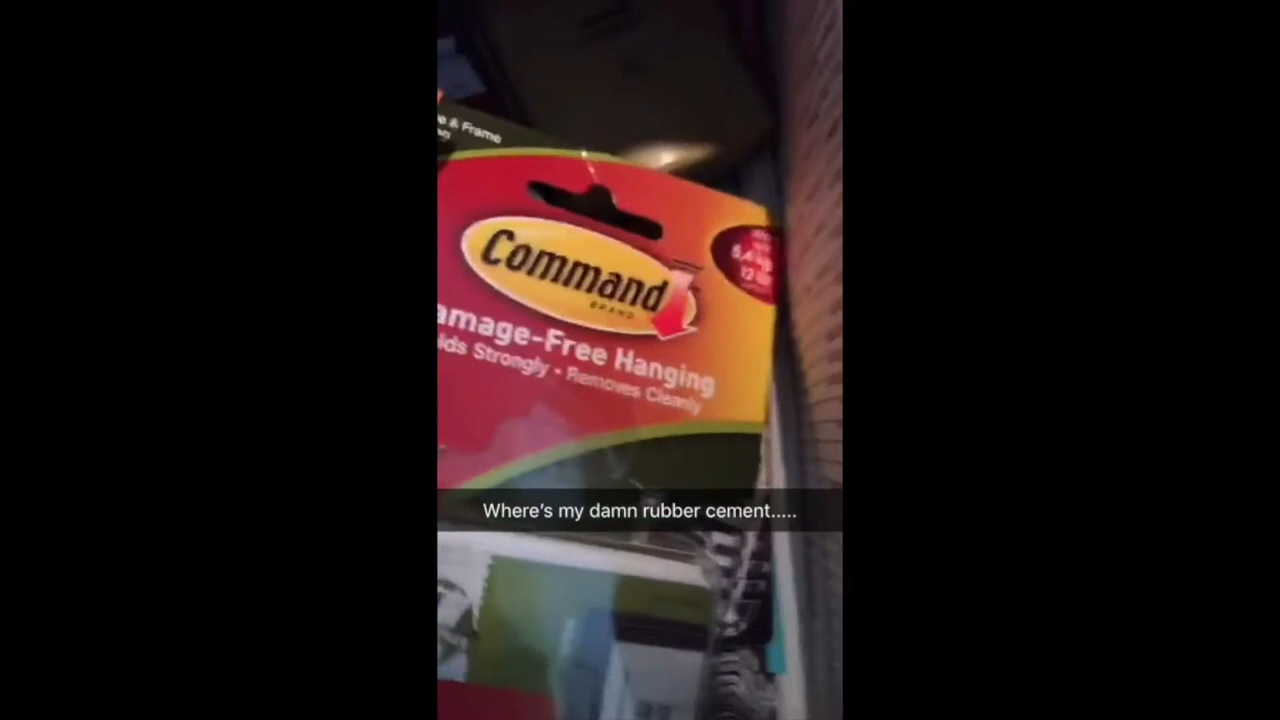 & Frame
Command
BRAND
amage-Free Hanging
lds Strongly • Removes Cleanly
Where's my damn rubber cement.....